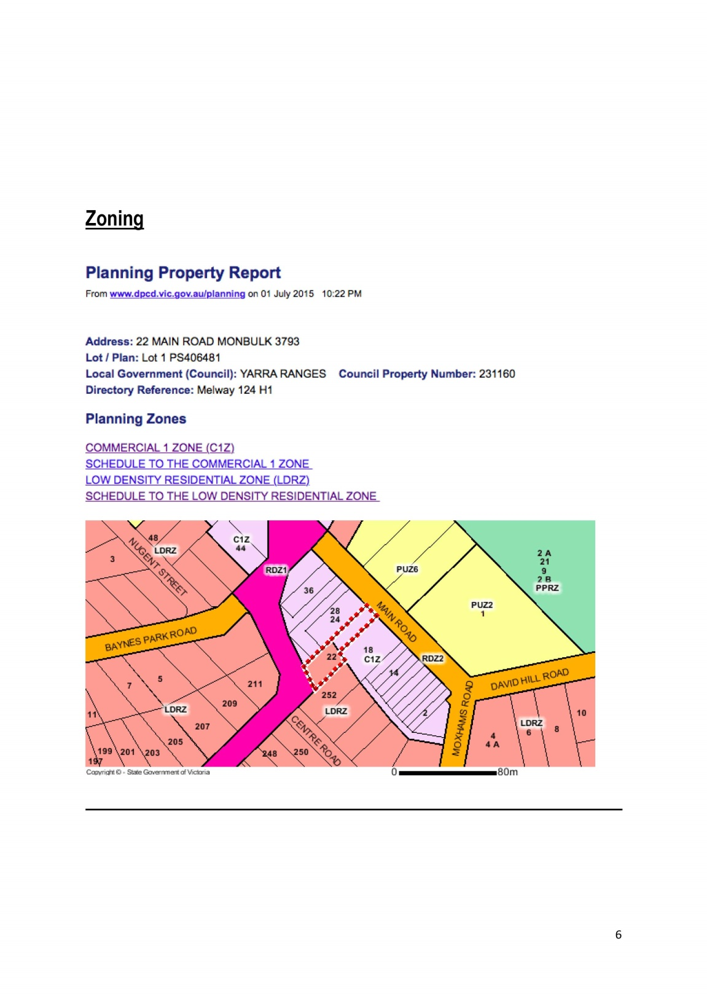 Zoning
Planning Property Report
From www.dpcd.vic.gov.au/planning on 01 July 2015 10:22 PM
Address: 22 MAIN ROAD MONBULK 3793
Lot / Plan: Lot 1 PS406481
Local Government (Council): YARRA RANGES Council Property Number: 231160
Directory Reference: Melway 124 H1
Planning Zones
COMMERCIAL 1 ZONE (C1Z)
SCHEDULE TO THE COMMERCIAL 1 ZONE
LOW DENSITY RESIDENTIAL ZONE (LDRZ)
SCHEDULE TO THE LOW DENSITY RESIDENTIAL ZONE
48
LDRZ
3
NUGENT STREET
C1Z
44
RDZ1
36
28
24
PUZ6
2 A
21
9
2 B
PPRZ
PUZ2
1
MAIN ROAD
BAYNES PARK ROAD
22
18
C1Z
RDZ2
14
DAVID HILL ROAD
5
7
211
209
LDRZ
207
205
11
199
201
203
197
252
LDRZ
2
CENTRE ROAD
248
250
MOXHAMS ROAD
4
4 A
LDRZ
6
8
10
Copyright © - State Government of Victoria
0
80m
6